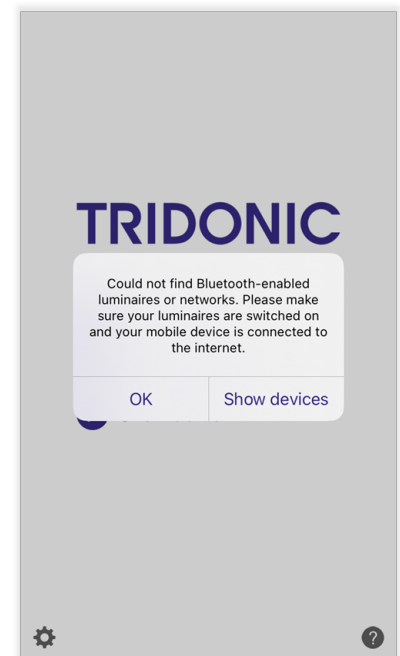 TRIDONIC
Could not find Bluetooth-enabled
luminaires or networks. Please make
sure your luminaires are switched on
and your mobile device is connected to
the internet.
OK
Show devices
?